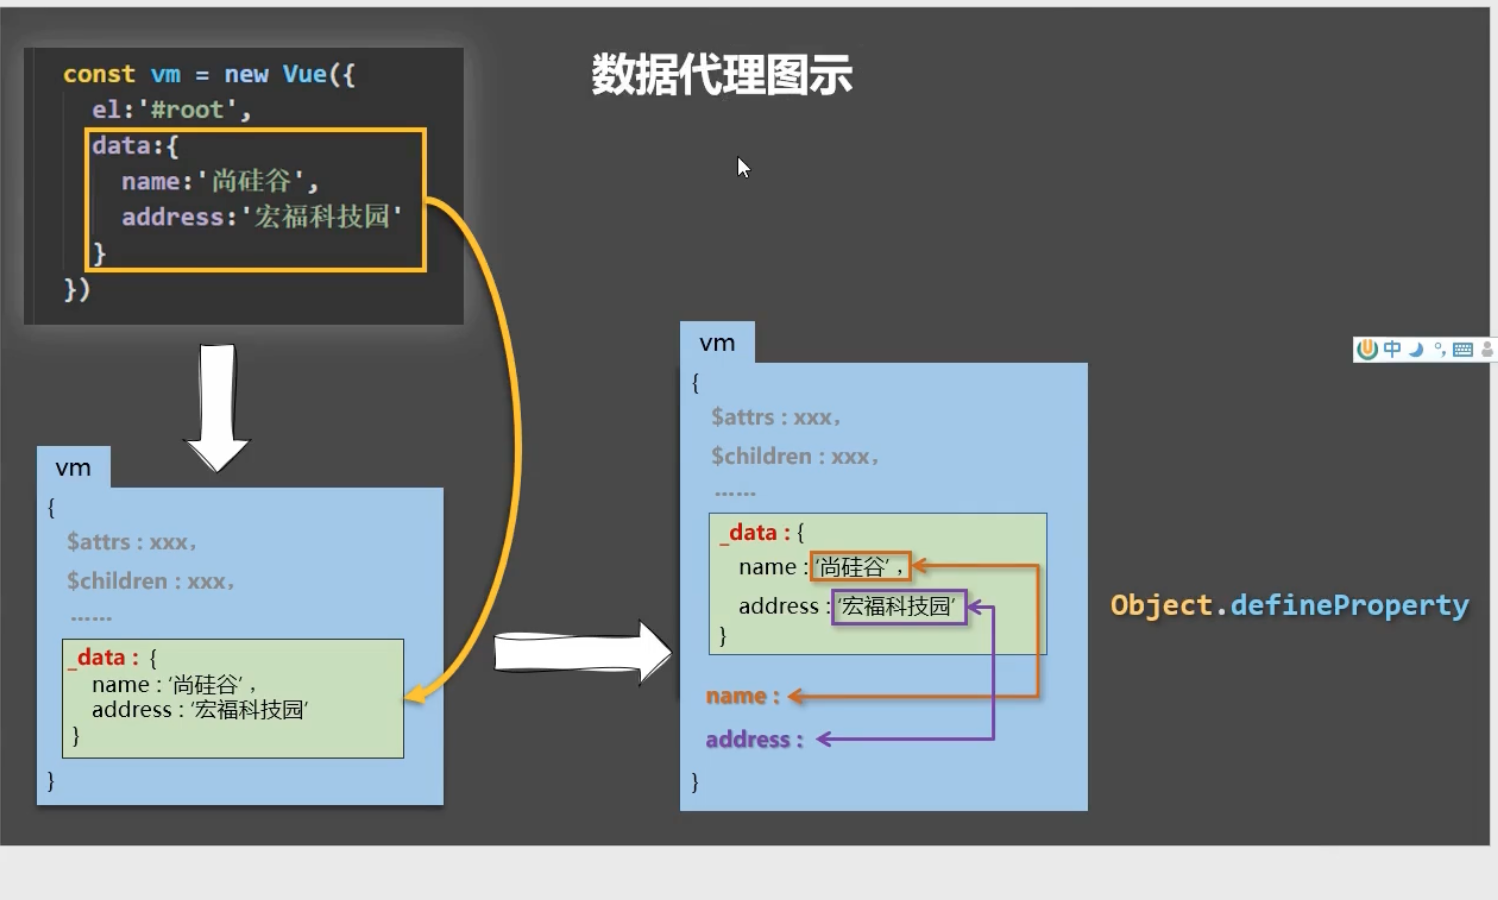 const vm = new Vue({
el:'#root',
data:{
name:'尚硅谷',
address:'宏福科技园'
}
})
数据代理图示
vm
{
$attrs : xxx，
$children : xxx，
……
_data : {
name : ‘尚硅谷’，
address : ‘宏福科技园’
}
}
vm
{
$attrs : xxx，
$children : xxx，
……
_data : {
name : ‘尚硅谷’，
address : ‘宏福科技园’
}
name :
address :
}
Object.defineProperty
中